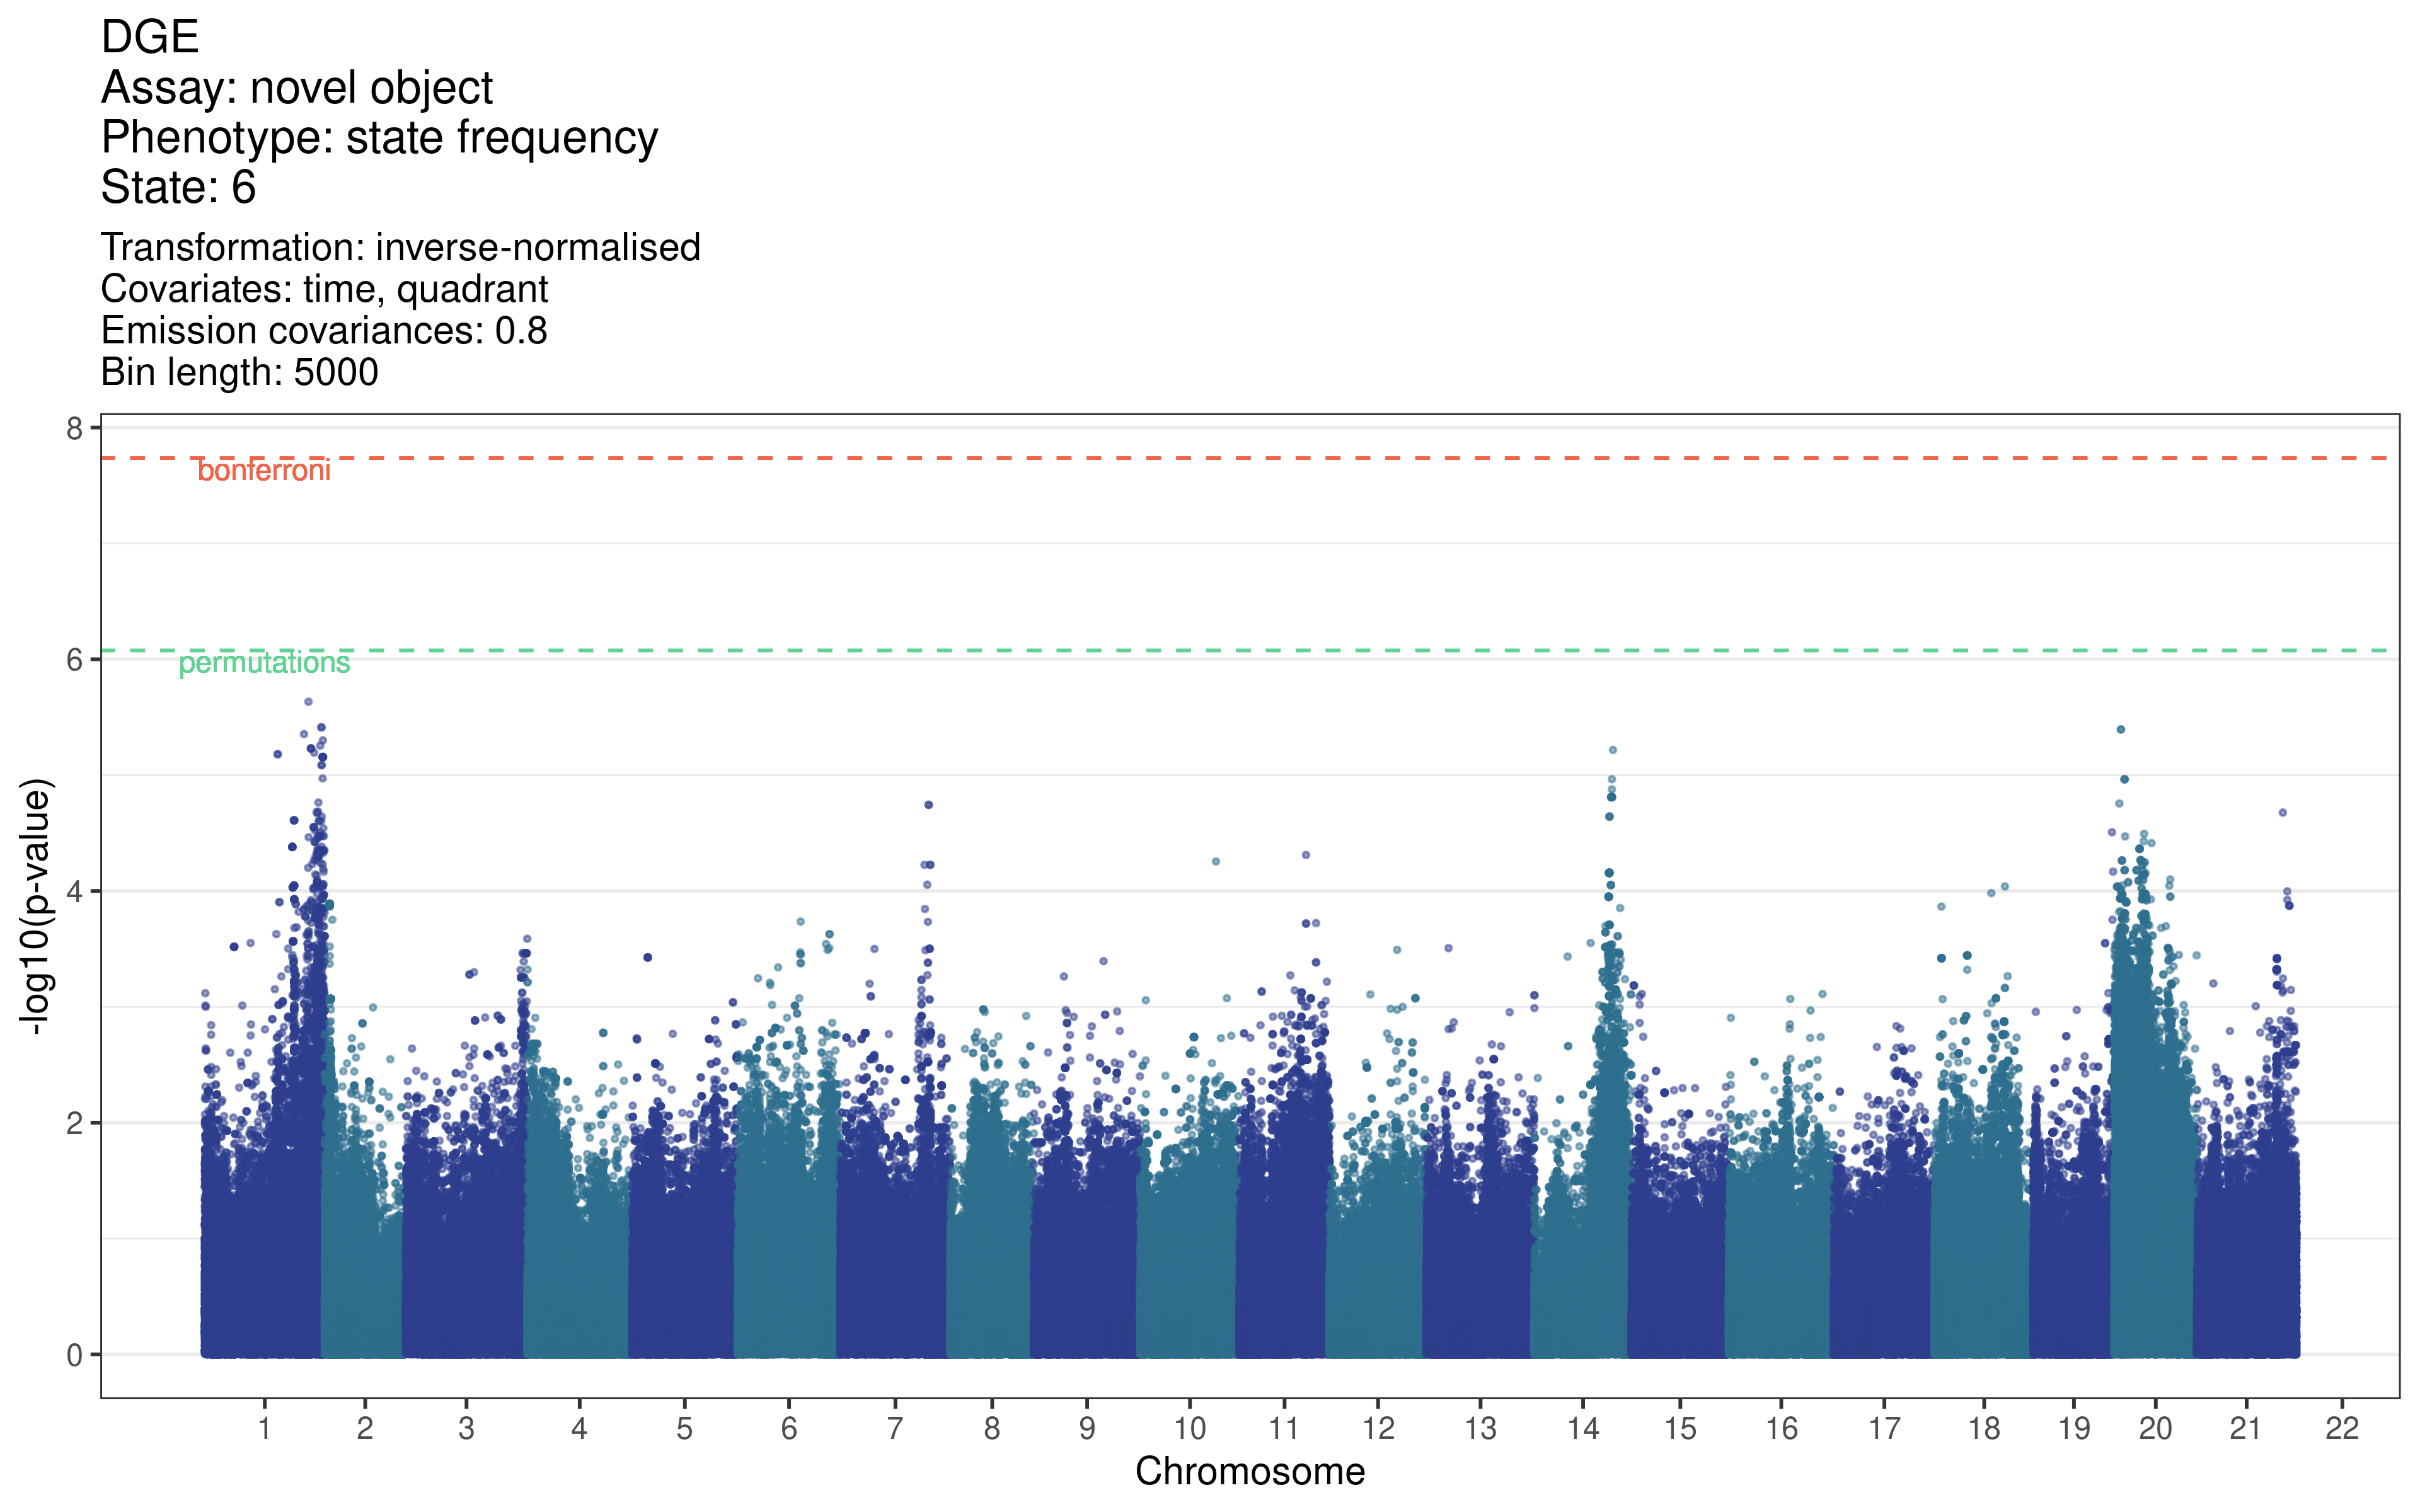 DGE
Assay: novel object
Phenotype: state frequency
State: 6
Transformation: inverse-normalised
Covariates: time, quadrant
Emission covariances: 0.8
Bin length: 5000
8
bonferroni
6
permutations
4
2
0
-log10(p-value)
1 2 3 4 5 6 7 8 9 10 11 12 13 14 15 16 17 18 19 20 21 22
Chromosome